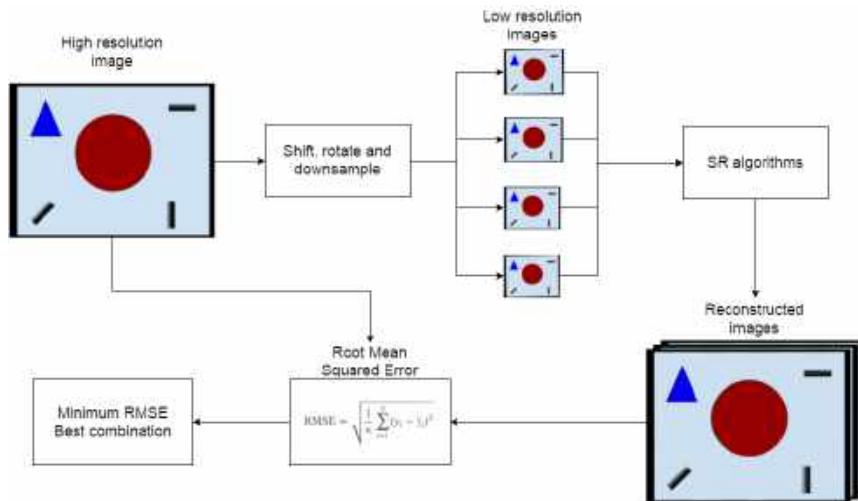 High resolution
image
Low resolution
images
Shift, rotate and
downsample
SR algorithms
Reconstructed
images
Root Mean
Squared Error
RMSE =
Minimum RMSE
Best combination